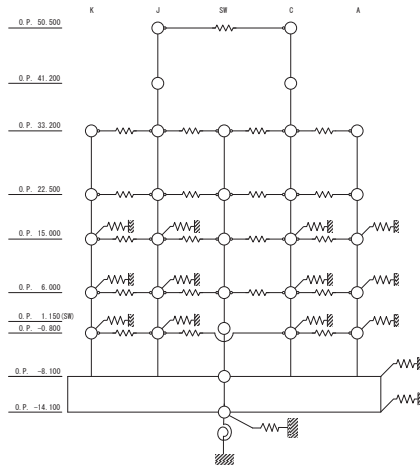 K J SW C A
O.P. 50.500
O.P. 41.200
O.P. 33.200
O.P. 22.500
O.P. 15.000
O.P. 6.000
O.P. 1.150(SW)
O.P. -0.800
O.P. -8.100
O.P. -14.100